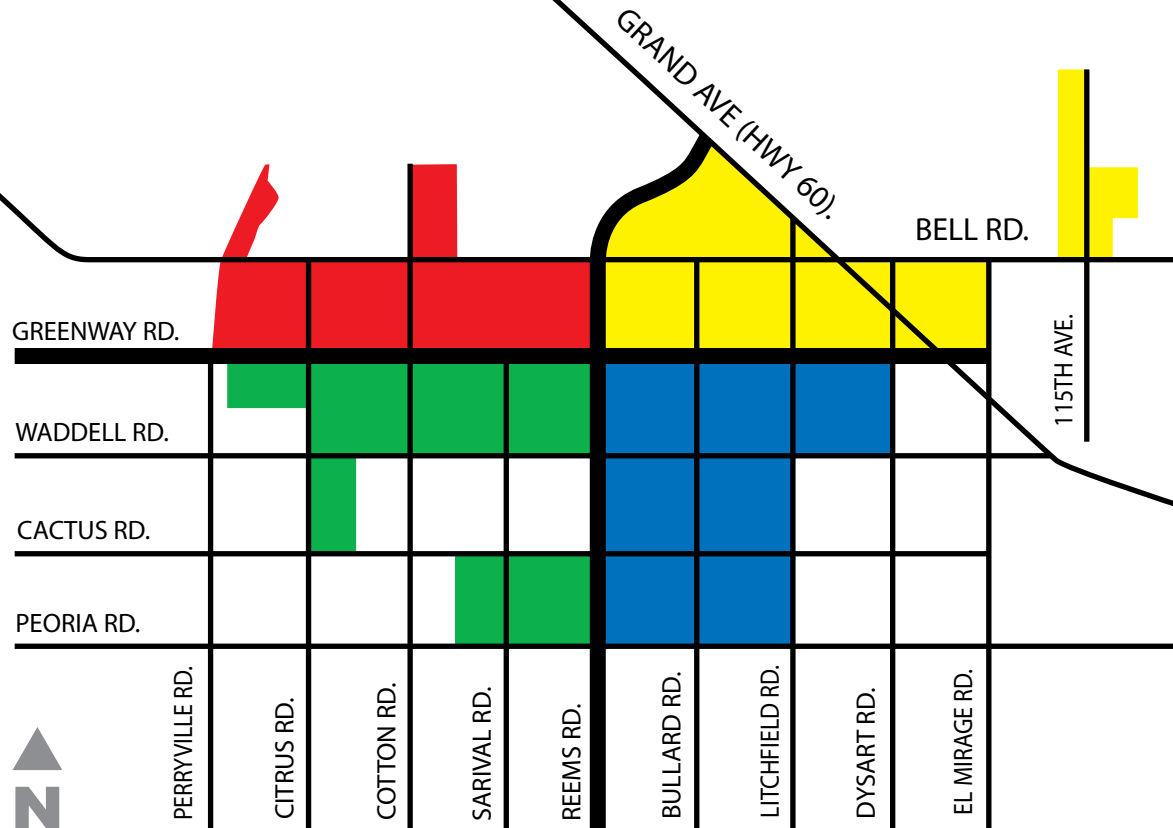 GRAND AVE (HWY 60).
BELL RD.
GREENWAY RD.
115TH AVE.
WADDELL RD.
CACTUS RD.
PEORIA RD.
PERRYVILLE RD.
CITRUS RD.
COTTON RD.
SARIVAL RD.
REEMS RD.
BULLARD RD.
LITCHFIELD RD.
DYSART RD.
EL MIRAGE RD.
N